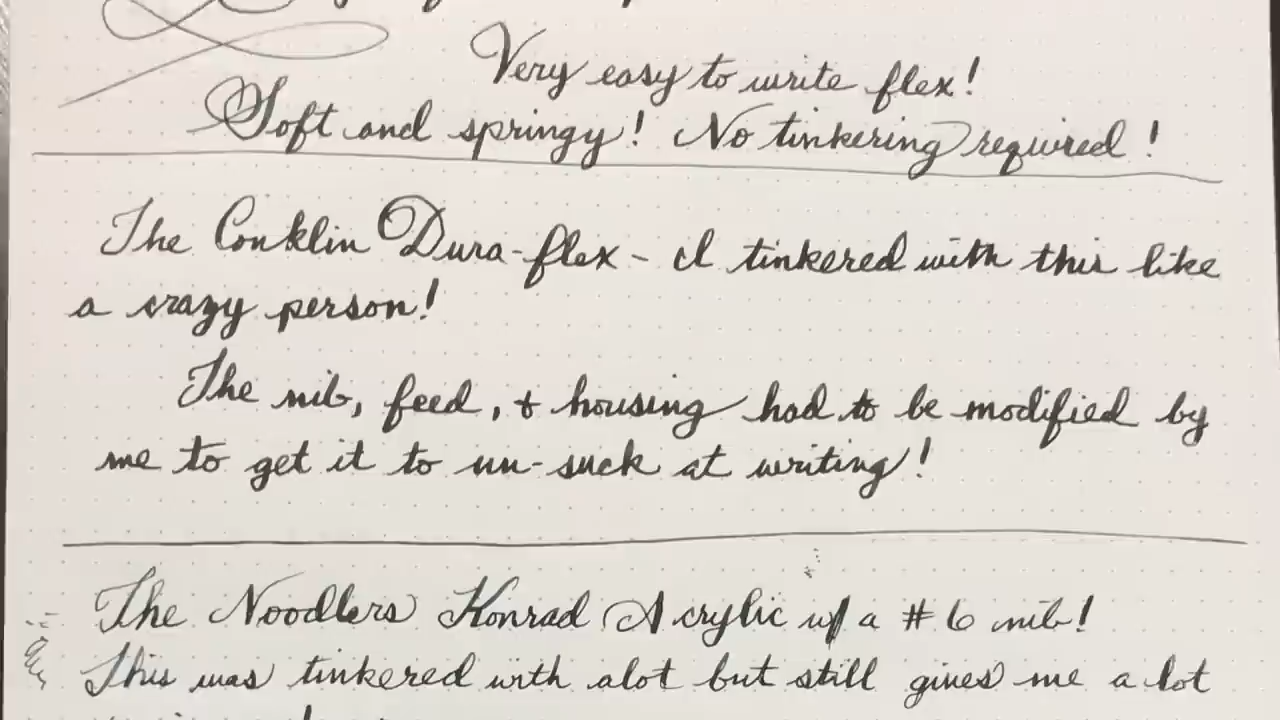 Very easy to write flex!
Soft and springy! No tinkering required!
The Conklin Dura-flex - I tinkered with this like
a crazy person!
The nib, feed, & housing had to be modified by
me to get it to un-suck at writing!
The Noodlers Konrad Acrylic w/ a #6 nib!
This was tinkered with alot but still gives me a lot